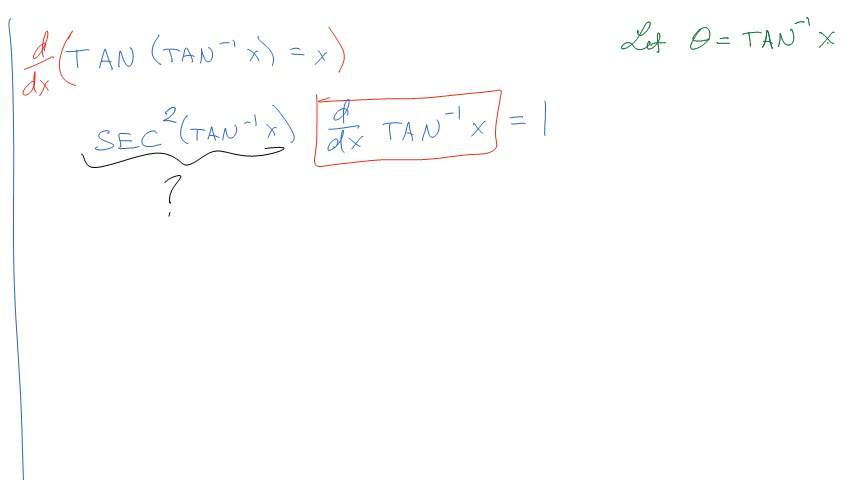 d/dx (TAN (TAN⁻¹ x) = x)
Let θ = TAN⁻¹ x
SEC² (TAN⁻¹ x) d/dx TAN⁻¹ x = 1
?